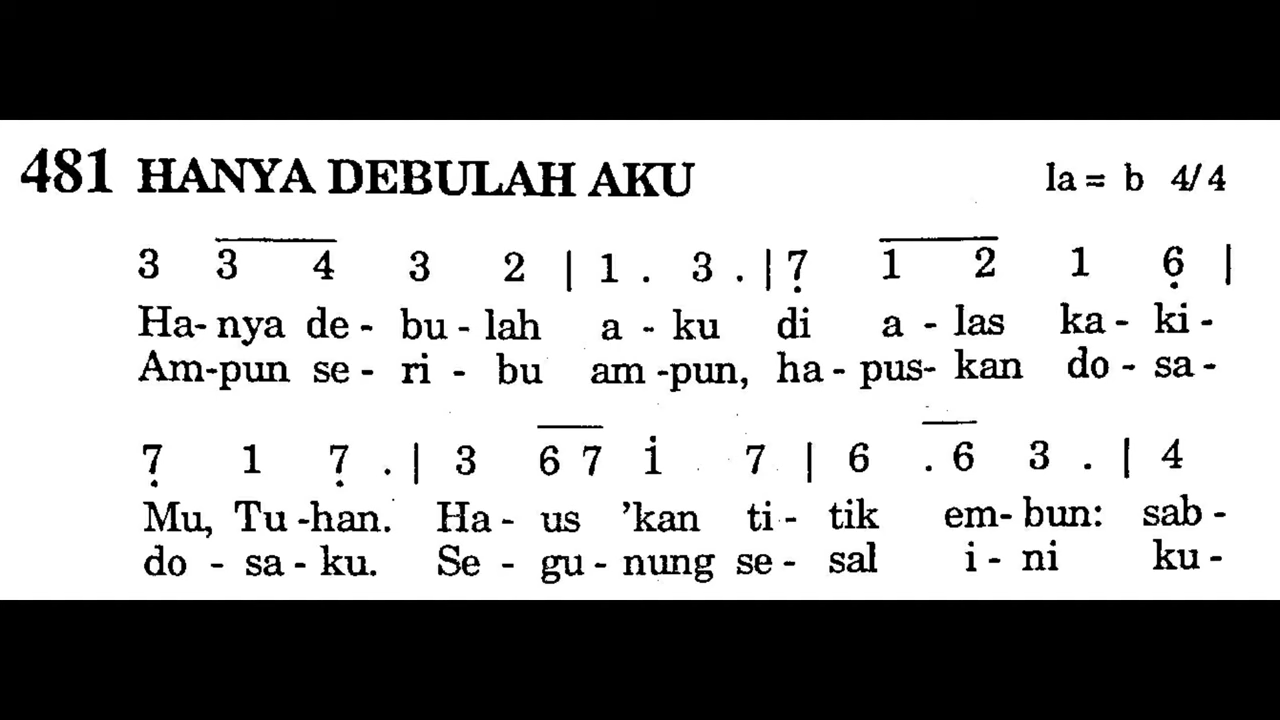 481 HANYA DEBULAH AKU la = b 4/4
3 3 4 3 2 | 1 . 3 . | 7̣ 1 2 1 6̣ |
Ha- nya de - bu - lah a - ku di a - las ka - ki -
Am-pun se - ri - bu am -pun, ha - pus- kan do - sa -
7̣ 1 7̣ . | 3 6 7 1̇ 7 | 6 . 6 3 . | 4
Mu, Tu -han. Ha - us ’kan ti - tik em- bun: sab -
do - sa - ku. Se - gu - nung se - sal i - ni ku -